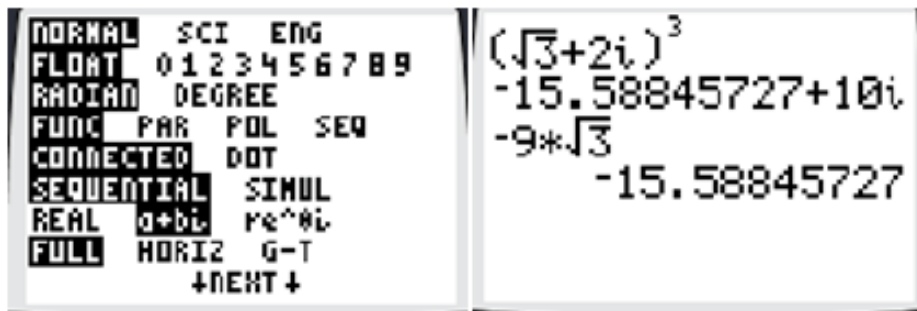 NORMAL SCI ENG
FLOAT 0 1 2 3 4 5 6 7 8 9
RADIAN DEGREE
FUNC PAR POL SEQ
CONNECTED DOT
SEQUENTIAL SIMUL
REAL a+bi re^θi
FULL HORIZ G-T
↓NEXT↓
(√3+2i)³
-15.58845727+10i
-9*√3
-15.58845727